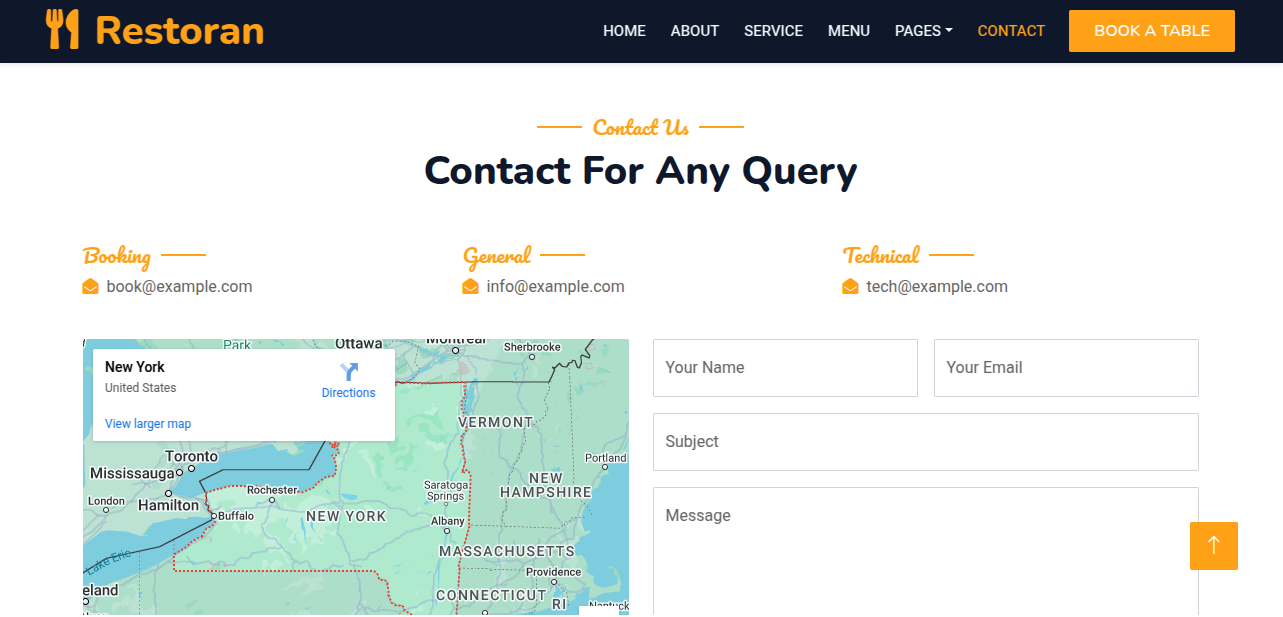 Restoran
HOME ABOUT SERVICE MENU PAGES CONTACT BOOK A TABLE
Contact Us
Contact For Any Query
Booking General Technical
book@example.com info@example.com tech@example.com
Park
Ottawa
Montreal
Sherbrooke
New York
United States
Directions
View larger map
VERMONT
Toronto
Mississauga
Portland
NEW
HAMPSHIRE
London
Hamilton
Rochester
Saratoga
Springs
Buffalo
NEW YORK
Albany
MASSACHUSETTS
Lake Erie
Providence
eland
CONNECTICUT
RI
Nantuck
Your Name Your Email
Subject
Message